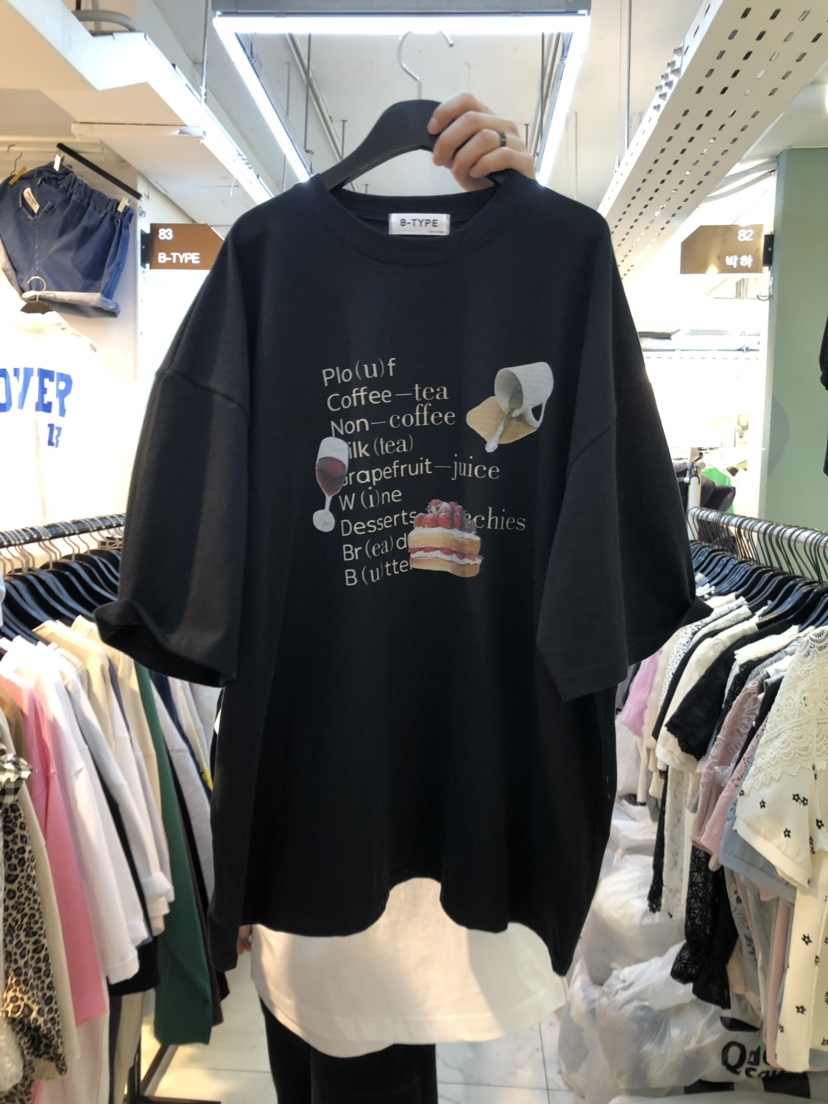 B-TYPE
83
B-TYPE
82
박하
OVER
Plo(u)f
Coffee—tea
Non—coffee
ilk (tea)
rapefruit—juice
W(i)ne
Desserts
chies
Br(ea)d
B(u)tte